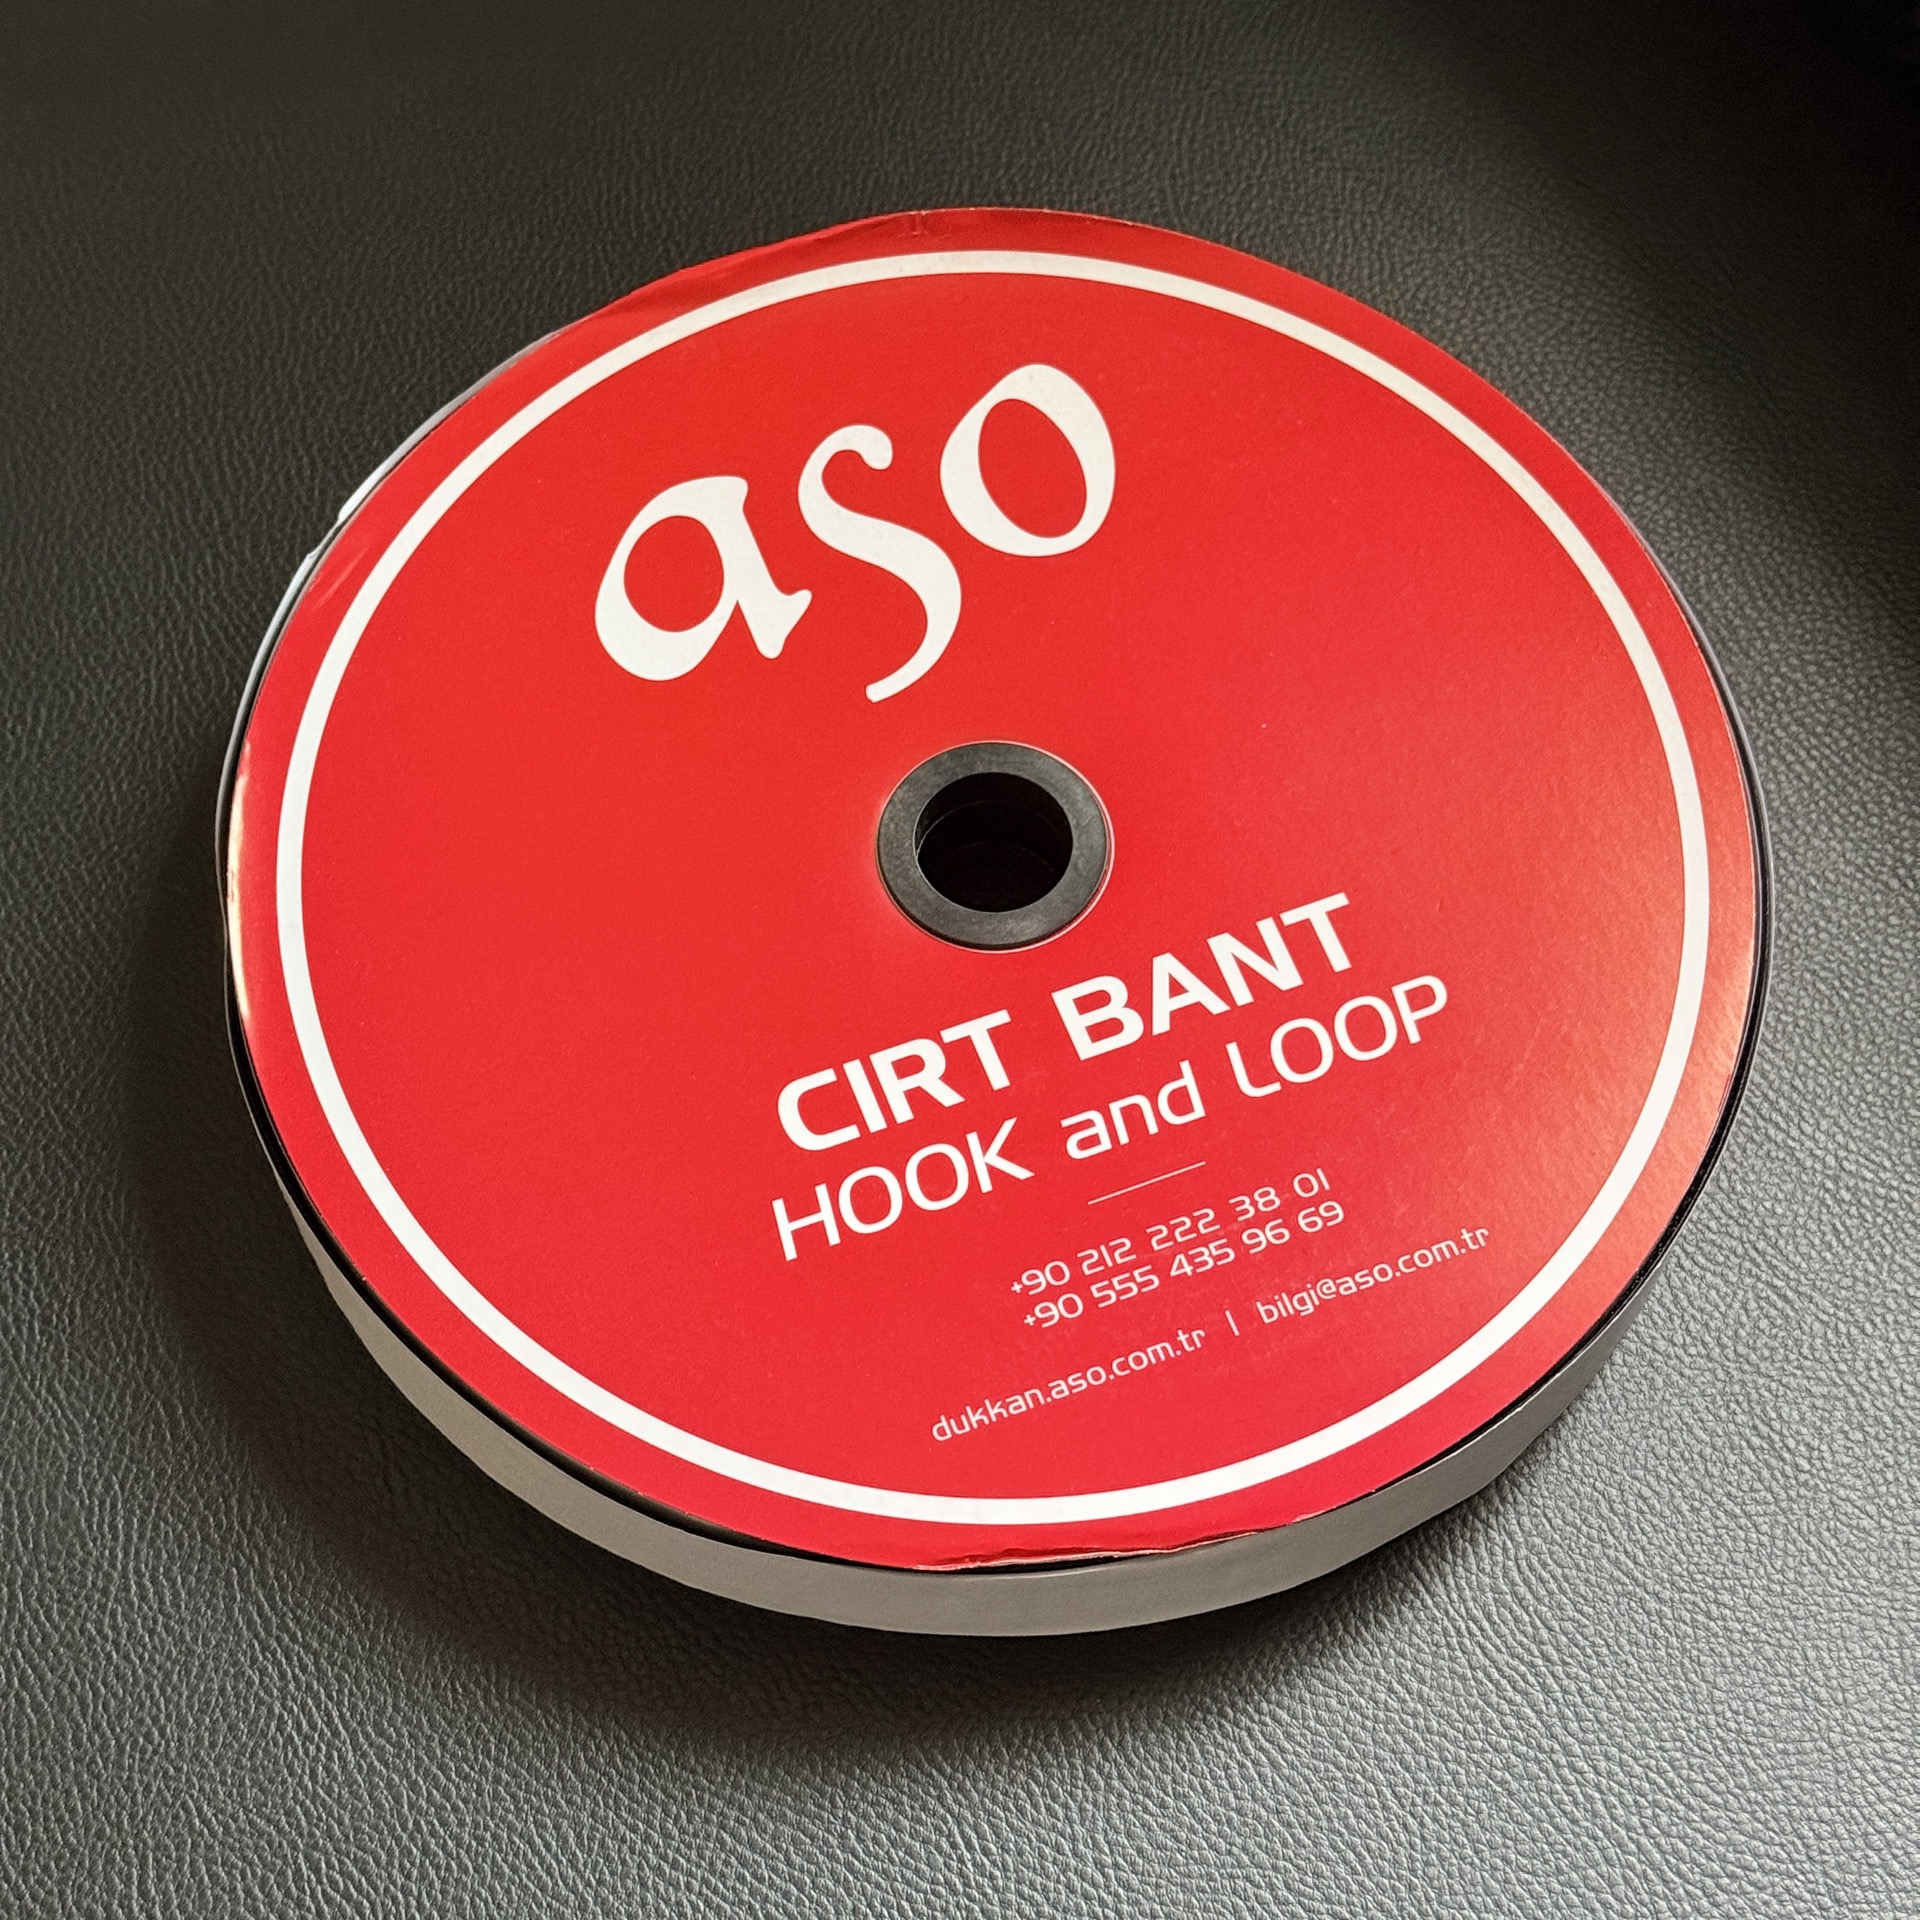 aso
CIRT BANT
HOOK and LOOP
+90 212 222 38 01
+90 555 435 96 69
dukkan.aso.com.tr | bilgi@aso.com.tr